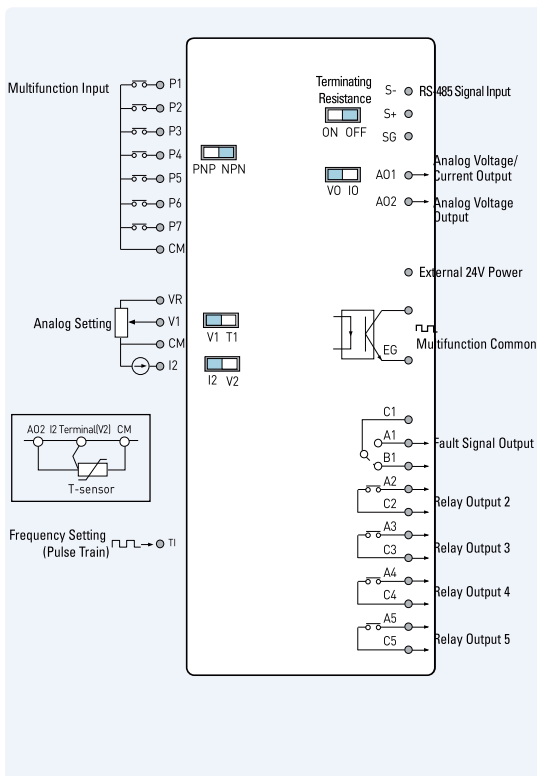 Multifunction Input
P1
P2
P3
P4
P5
P6
P7
CM
PNP NPN
Terminating
Resistance
ON OFF
S-
RS-485 Signal Input
S+
SG
VO IO
AO1
Analog Voltage/
Current Output
AO2
Analog Voltage
Output
External 24V Power
EG
Multifunction Common
Analog Setting
VR
V1
CM
I2
V1 T1
I2 V2
AO2 I2 Terminal(V2) CM
T-sensor
Frequency Setting
(Pulse Train)
TI
C1
A1
Fault Signal Output
B1
A2
Relay Output 2
C2
A3
Relay Output 3
C3
A4
Relay Output 4
C4
A5
Relay Output 5
C5